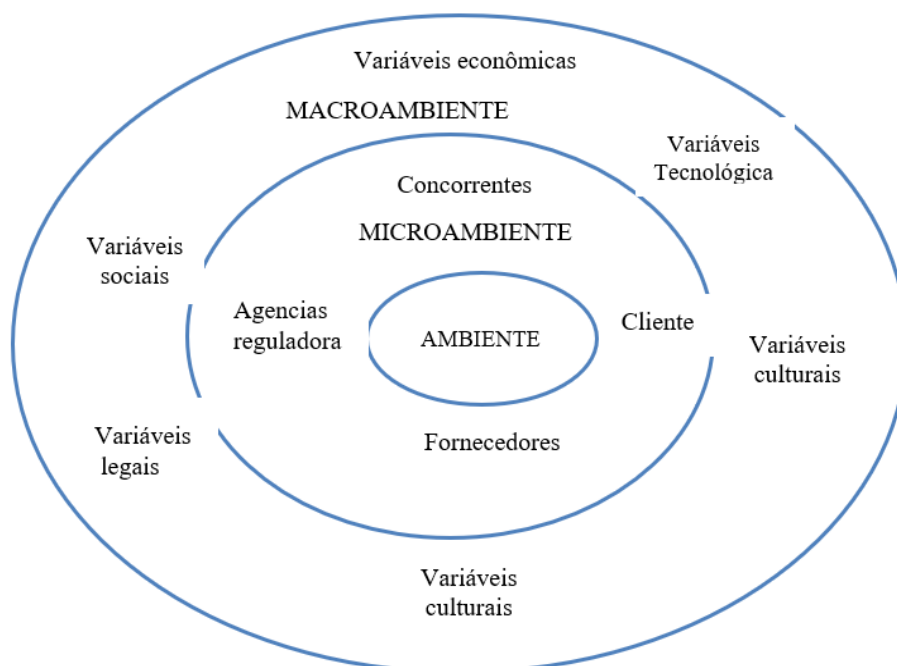 Variáveis econômicas
MACROAMBIENTE
Variáveis
Tecnológica
Concorrentes
MICROAMBIENTE
Variáveis
sociais
Agencias
reguladora
AMBIENTE
Cliente
Variáveis
culturais
Variáveis
legais
Fornecedores
Variáveis
culturais